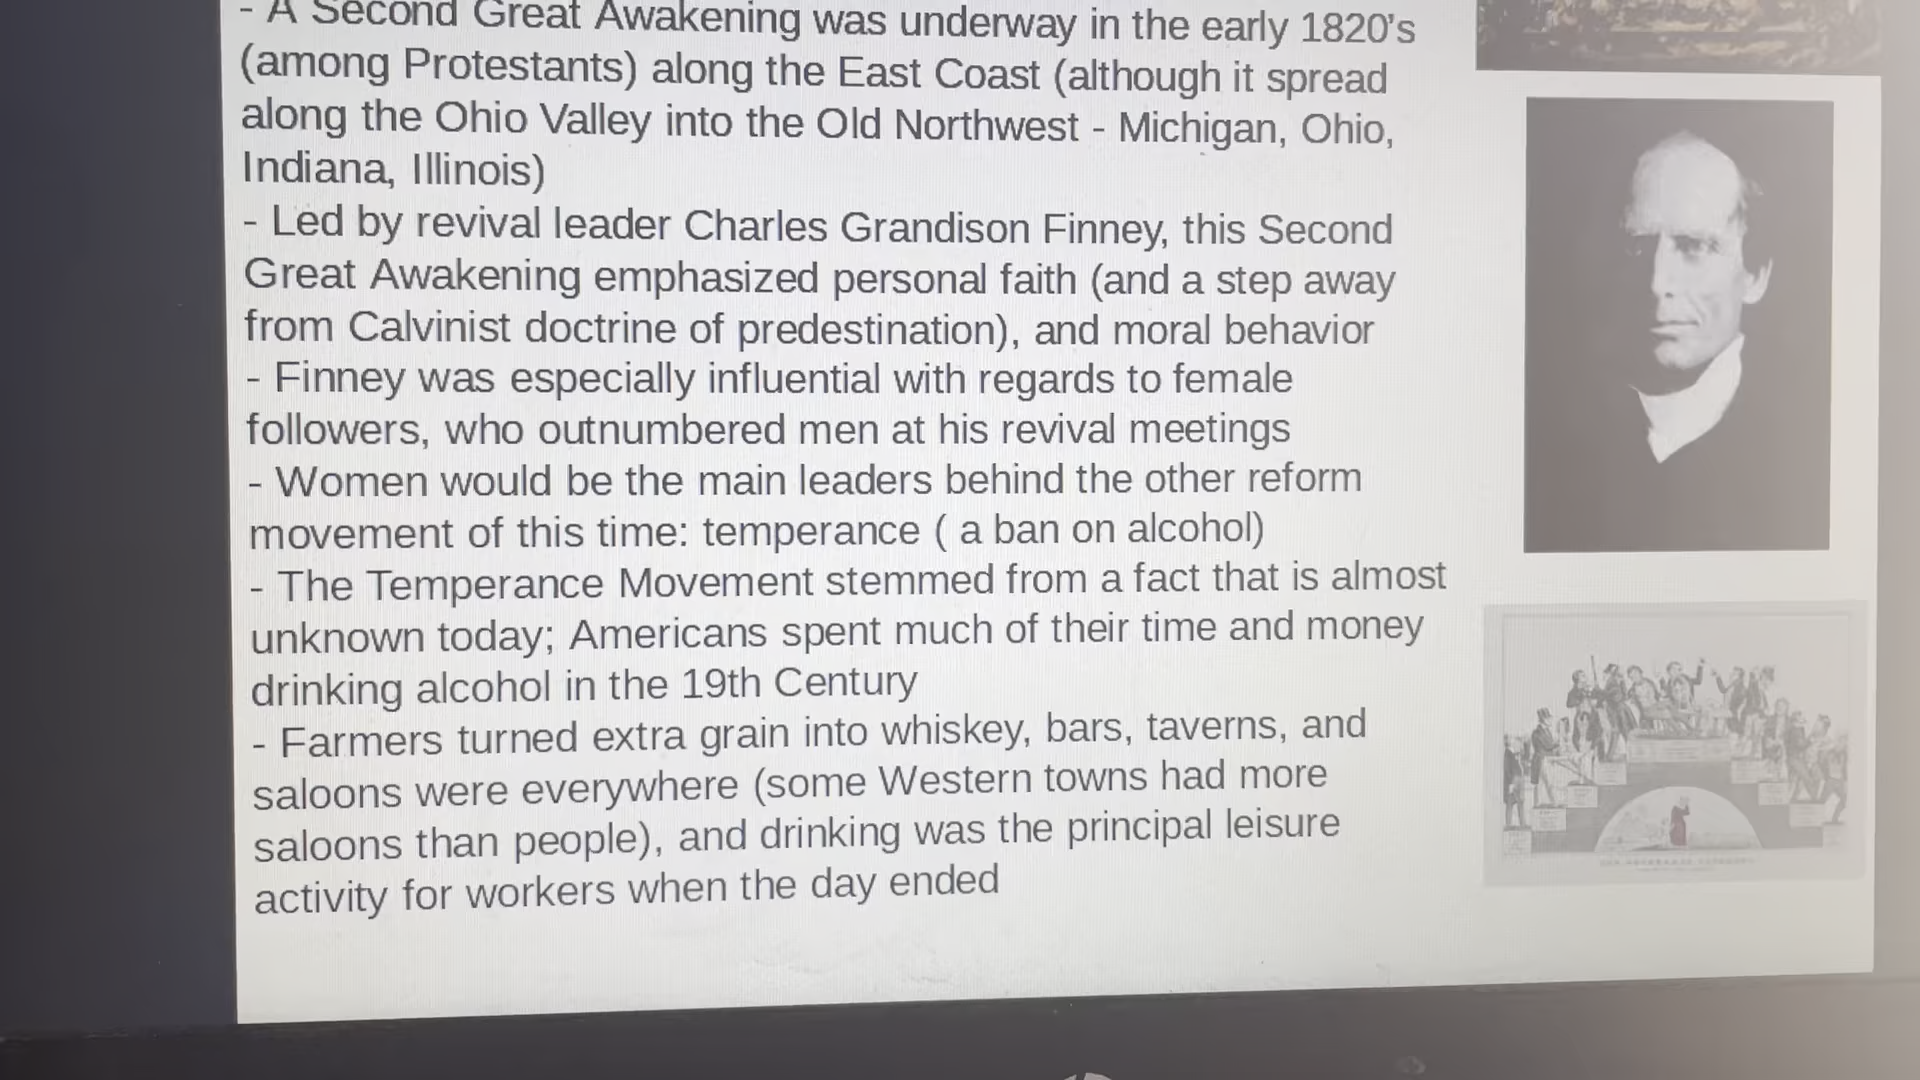 - A Second Great Awakening was underway in the early 1820's
(among Protestants) along the East Coast (although it spread
along the Ohio Valley into the Old Northwest - Michigan, Ohio,
Indiana, Illinois)
- Led by revival leader Charles Grandison Finney, this Second
Great Awakening emphasized personal faith (and a step away
from Calvinist doctrine of predestination), and moral behavior
- Finney was especially influential with regards to female
followers, who outnumbered men at his revival meetings
- Women would be the main leaders behind the other reform
movement of this time: temperance ( a ban on alcohol)
- The Temperance Movement stemmed from a fact that is almost
unknown today; Americans spent much of their time and money
drinking alcohol in the 19th Century
- Farmers turned extra grain into whiskey, bars, taverns, and
saloons were everywhere (some Western towns had more
saloons than people), and drinking was the principal leisure
activity for workers when the day ended